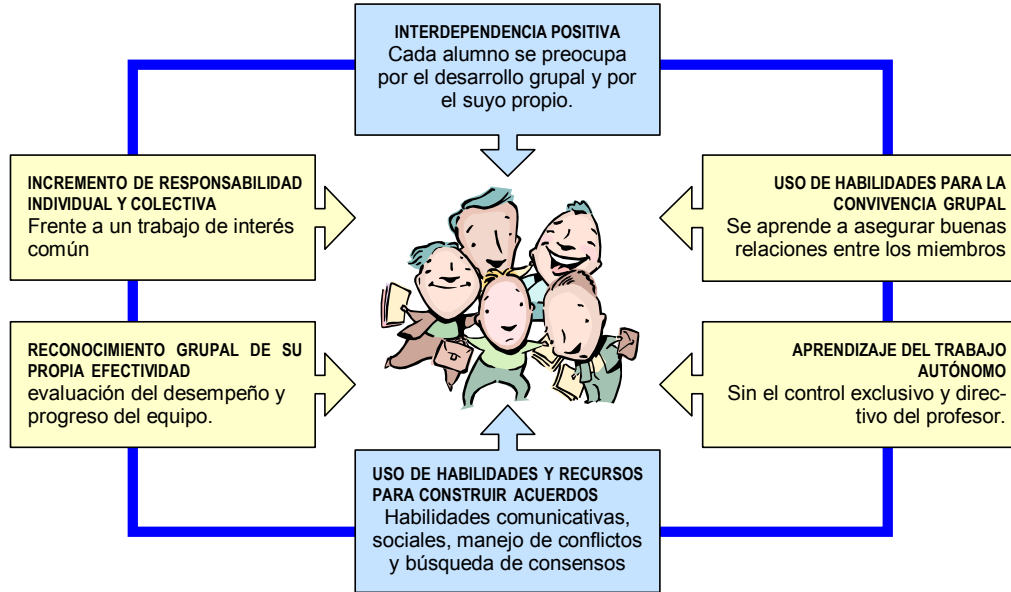 INTERDEPENDENCIA POSITIVA
Cada alumno se preocupa
por el desarrollo grupal y por
el suyo propio.
INCREMENTO DE RESPONSABILIDAD
INDIVIDUAL Y COLECTIVA
Frente a un trabajo de interés
común
USO DE HABILIDADES PARA LA
CONVIVENCIA GRUPAL
Se aprende a asegurar buenas
relaciones entre los miembros
RECONOCIMIENTO GRUPAL DE SU
PROPIA EFECTIVIDAD
evaluación del desempeño y
progreso del equipo.
APRENDIZAJE DEL TRABAJO
AUTÓNOMO
Sin el control exclusivo y direc-
tivo del profesor.
USO DE HABILIDADES Y RECURSOS
PARA CONSTRUIR ACUERDOS
Habilidades comunicativas,
sociales, manejo de conflictos
y búsqueda de consensos